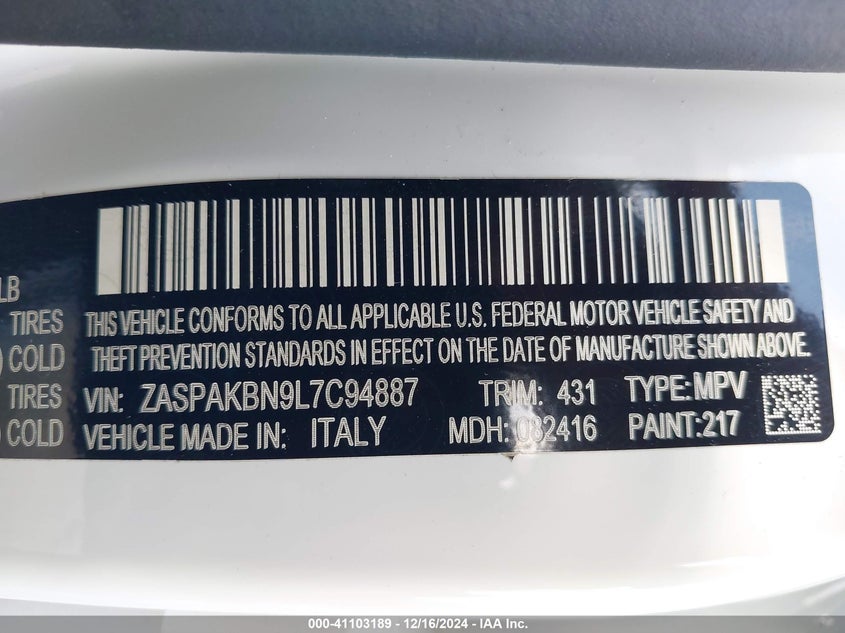 LB
THIS VEHICLE CONFORMS TO ALL APPLICABLE U.S. FEDERAL MOTOR VEHICLE SAFETY AND
TIRES
THEFT PREVENTION STANDARDS IN EFFECT ON THE DATE OF MANUFACTURE SHOWN ABOVE.
COLD
VIN: ZASPAKBN9L7C94887 TRIM: 431 TYPE: MPV
TIRES
VEHICLE MADE IN: ITALY MDH: 032416 PAINT:217
COLD
000-41103189 - 12/16/2024 - IAA Inc.